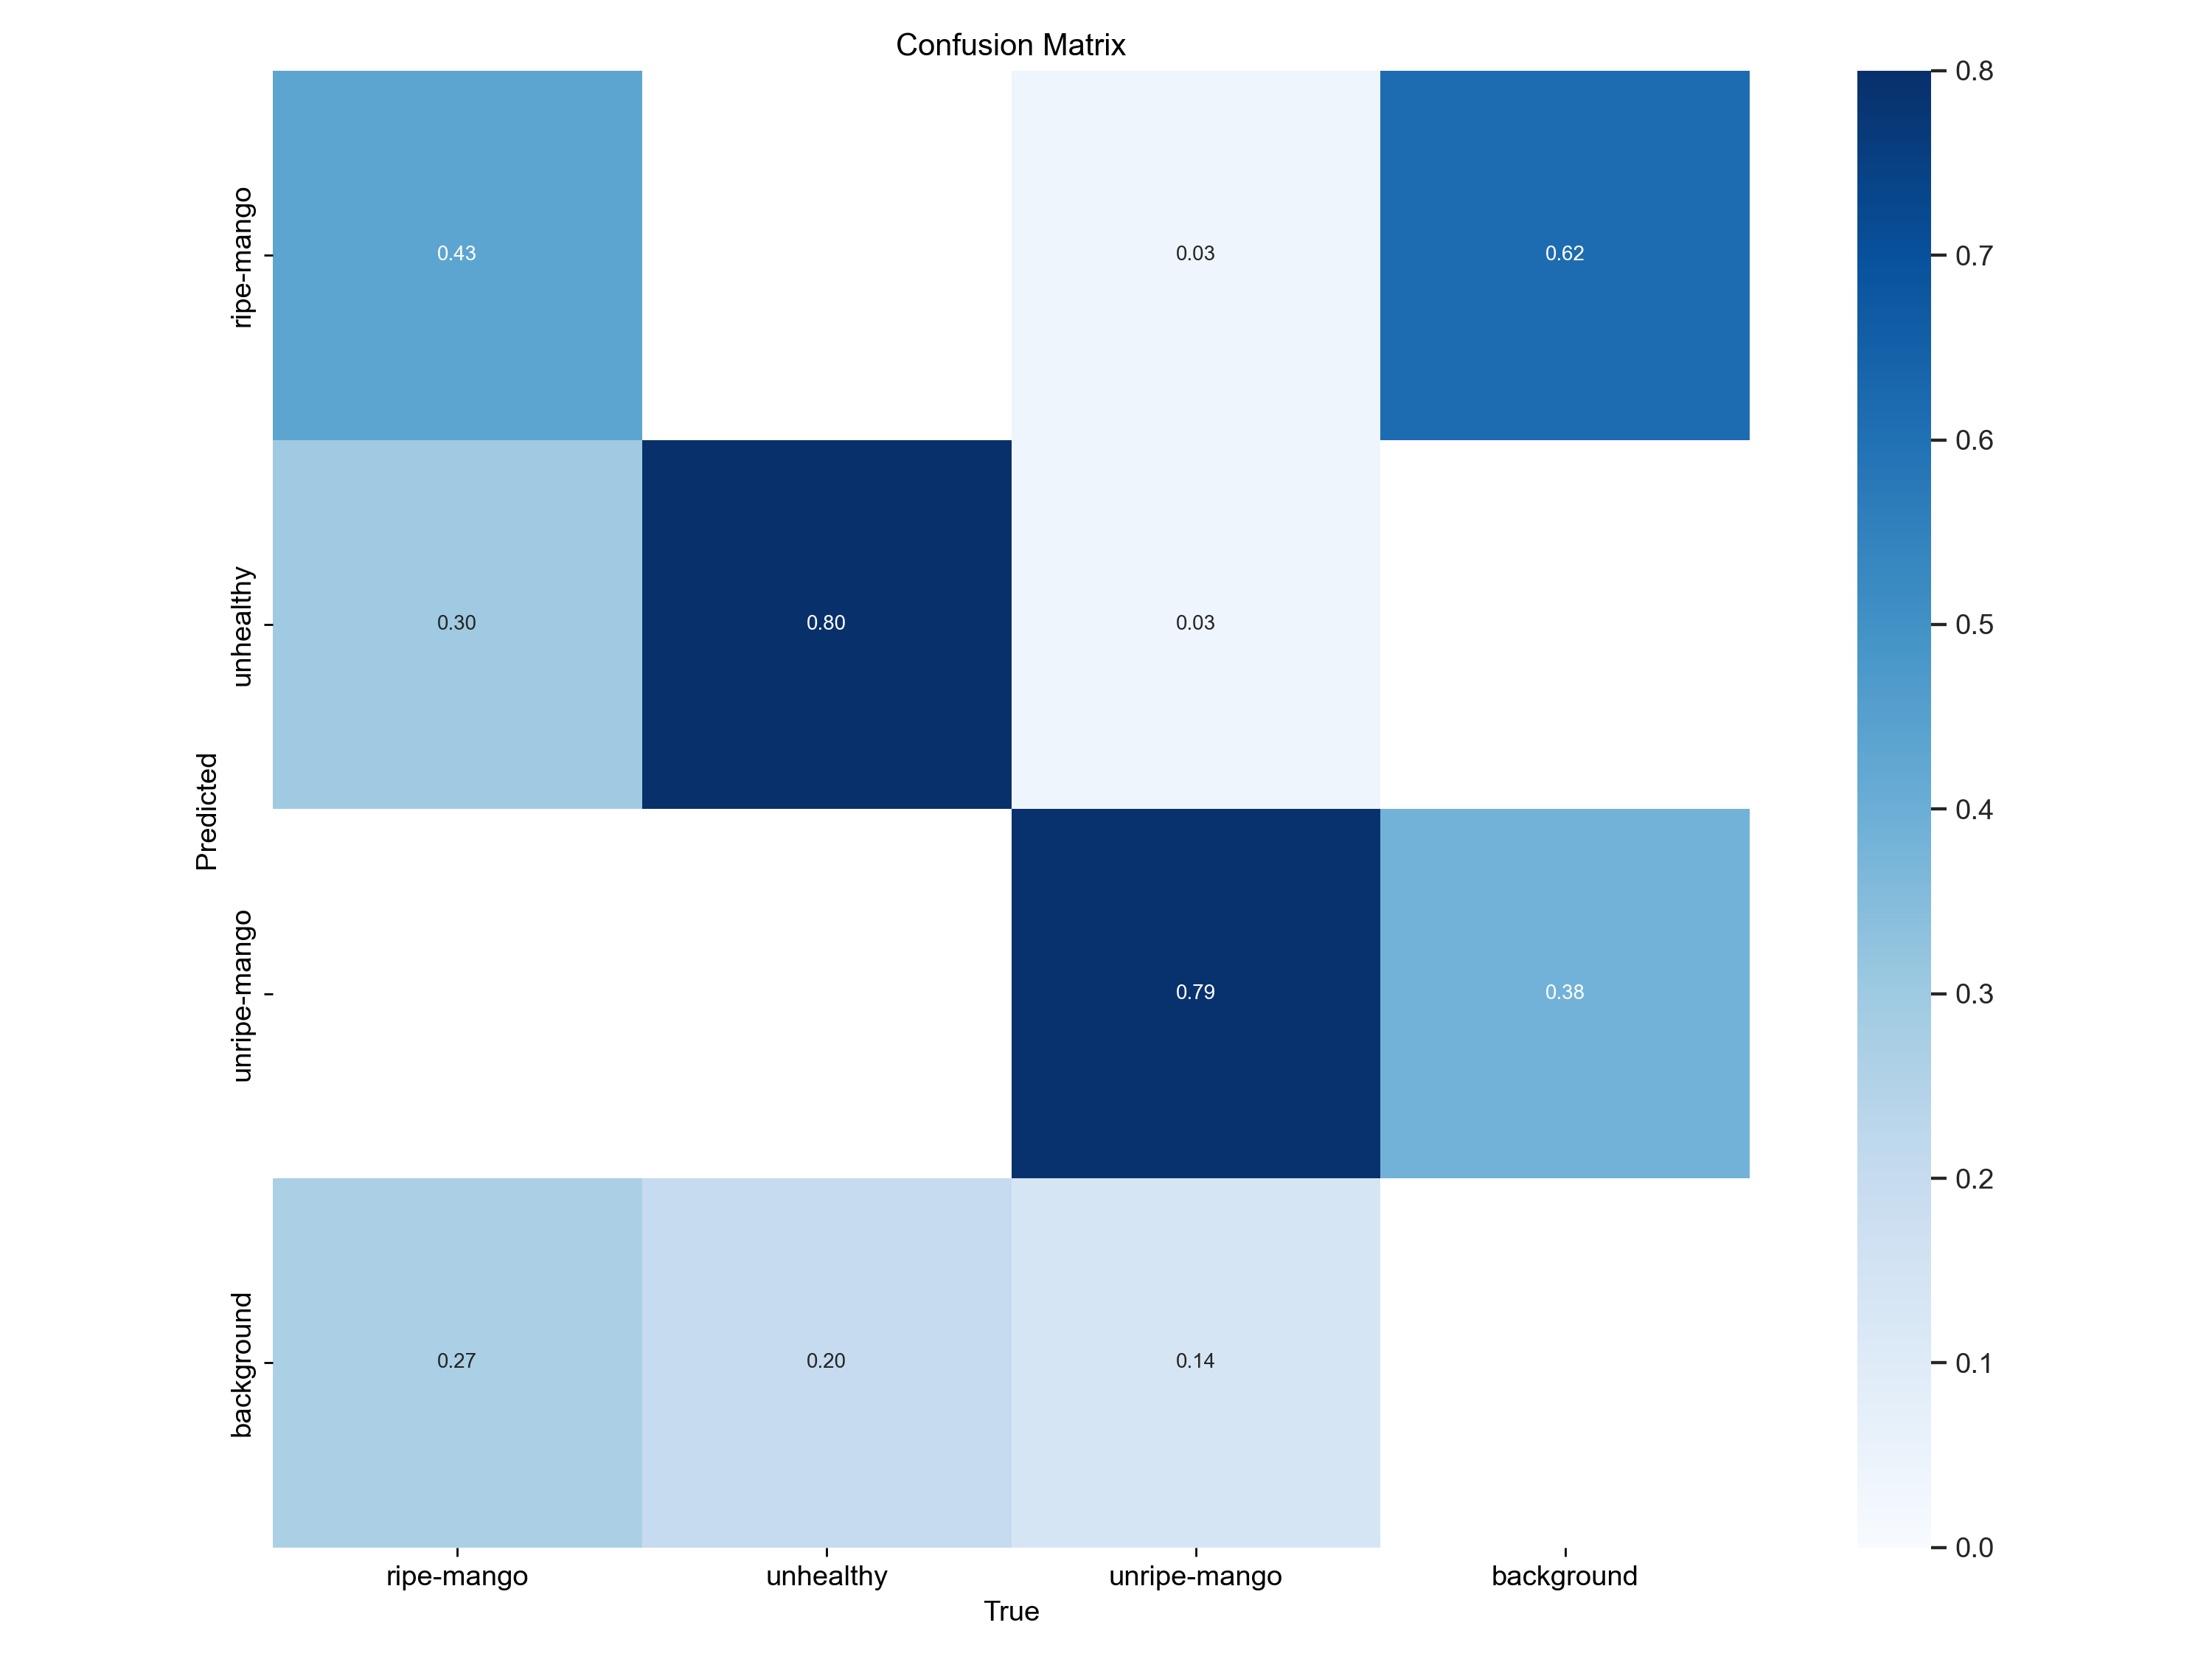 Confusion Matrix
ripe-mango
0.43
0.03
0.62
unhealthy
0.30
0.80
0.03
unripe-mango
0.79
0.38
background
0.27
0.20
0.14
Predicted
ripe-mango
unhealthy
unripe-mango
background
True
0.8
0.7
0.6
0.5
0.4
0.3
0.2
0.1
0.0